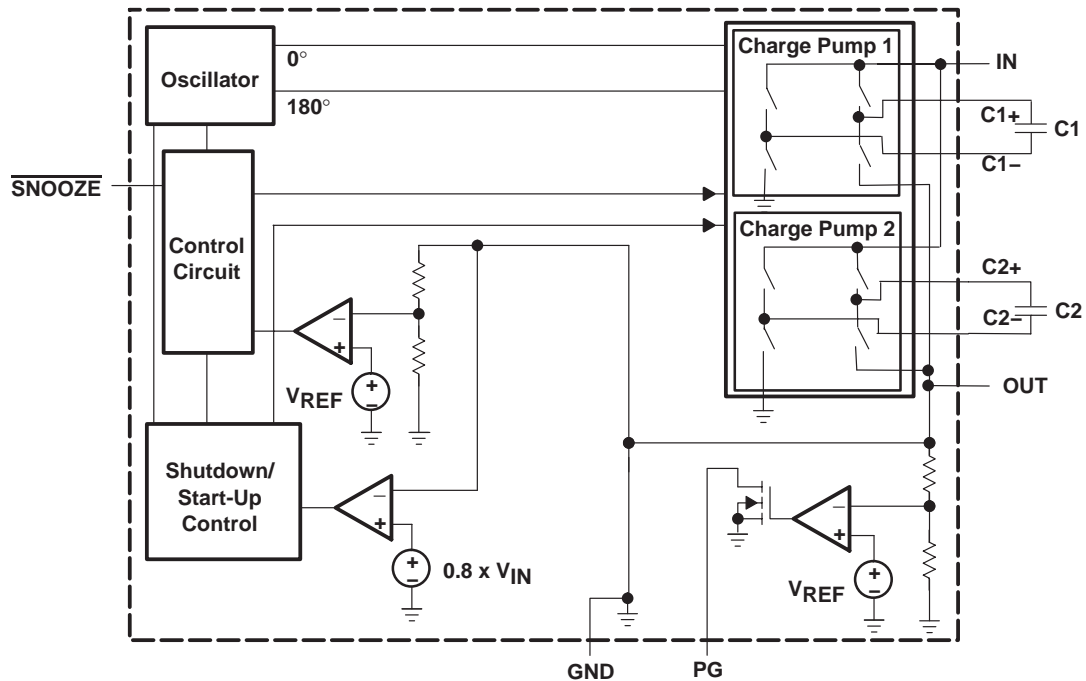 Oscillator
0°
180°
Charge Pump 1
IN
C1+
C1
C1−
SNOOZE
Control
Circuit
Charge Pump 2
C2+
C2
C2−
−
+
VREF
+
−
OUT
Shutdown/
Start-Up
Control
−
+
+
−
0.8 x VIN
−
+
VREF
+
−
GND
PG